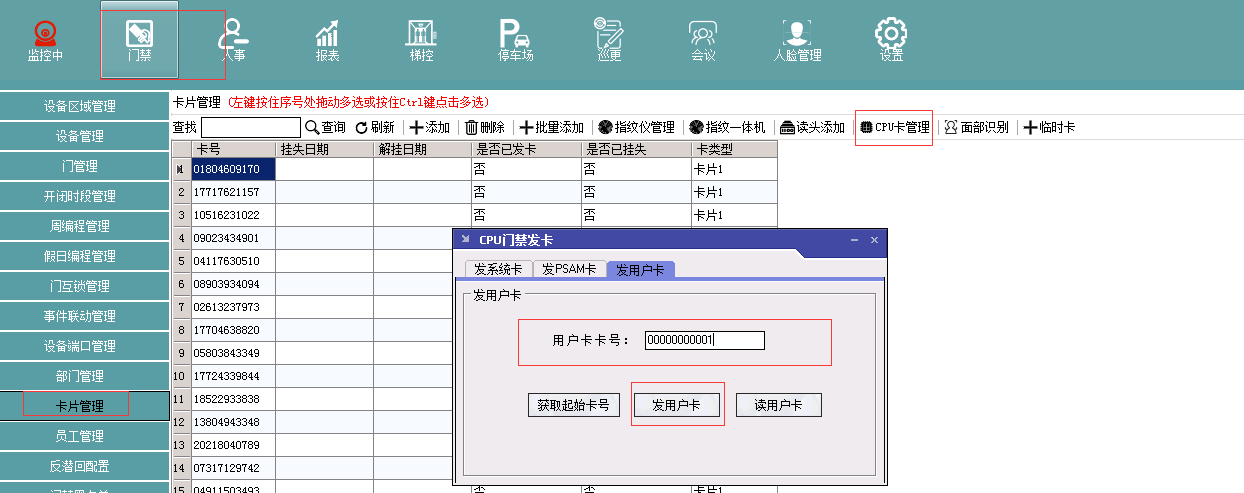 监控中 门禁 人事 报表 梯控 停车场 巡更 会议 人脸管理 设置
设备区域管理
设备管理
门管理
开闭时段管理
周编程管理
假日编程管理
门互锁管理
事件联动管理
设备端口管理
部门管理
卡片管理
员工管理
反潜回配置
卡片管理 (左键按住序号处拖动多选或按住Ctrl键点击多选)
查找 查询 刷新 添加 删除 批量添加 指纹仪管理 指纹一体机 读头添加 CPU卡管理 面部识别 临时卡
卡号 挂失日期 解挂日期 是否已发卡 是否已挂失 卡类型
1 01804609170 否 否 卡片1
2 17717621157 否 否 卡片1
3 10516231022 否 否 卡片1
4 09023434901
5 04117630510
6 08903934094
7 02613237973
8 17704638820
9 05803843349
10 17724339844
11 18522933838
12 13804943348
13 20218040789
14 07317129742
15 04911503493 否 否 卡片1
CPU门禁发卡
发系统卡 发PSAM卡 发用户卡
发用户卡
用户卡卡号： 00000000001
获取起始卡号 发用户卡 读用户卡